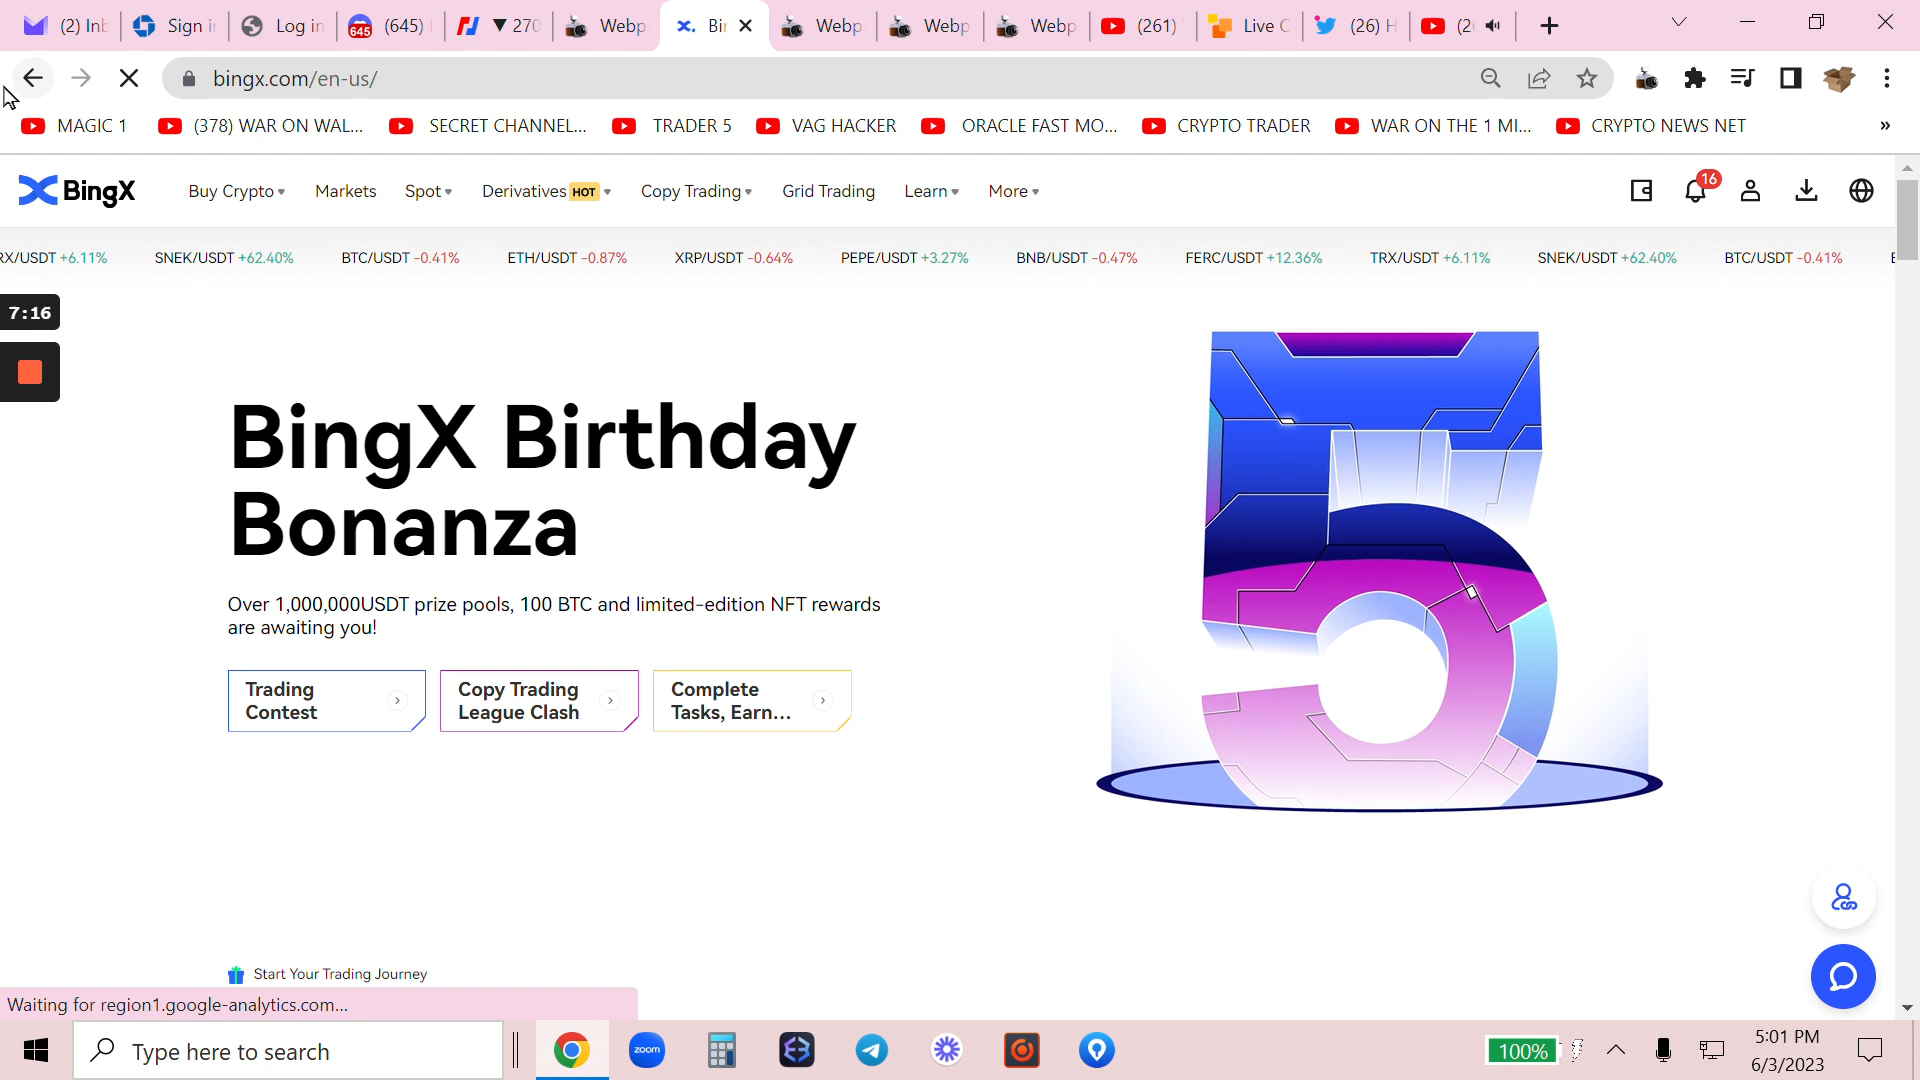 (2) Inb
Sign i
Log in
645
(645)
▼ 270
Webp
Bi
Webp
Webp
Webp
(261)
Live C
(26) H
(2
bingx.com/en-us/
MAGIC 1
(378) WAR ON WAL...
SECRET CHANNEL...
TRADER 5
VAG HACKER
ORACLE FAST MO...
CRYPTO TRADER
WAR ON THE 1 MI...
CRYPTO NEWS NET
»
BingX
Buy Crypto
Markets
Spot
Derivatives HOT
Copy Trading
Grid Trading
Learn
More
16
RX/USDT +6.11%
SNEK/USDT +62.40%
BTC/USDT -0.41%
ETH/USDT -0.87%
XRP/USDT -0.64%
PEPE/USDT +3.27%
BNB/USDT -0.47%
FERC/USDT +12.36%
TRX/USDT +6.11%
SNEK/USDT +62.40%
BTC/USDT -0.41%
7:16
BingX Birthday
Bonanza
Over 1,000,000USDT prize pools, 100 BTC and limited-edition NFT rewards
are awaiting you!
Trading
Contest
Copy Trading
League Clash
Complete
Tasks, Earn...
Start Your Trading Journey
Waiting for region1.google-analytics.com...
Type here to search
zoom
100%
5:01 PM
6/3/2023